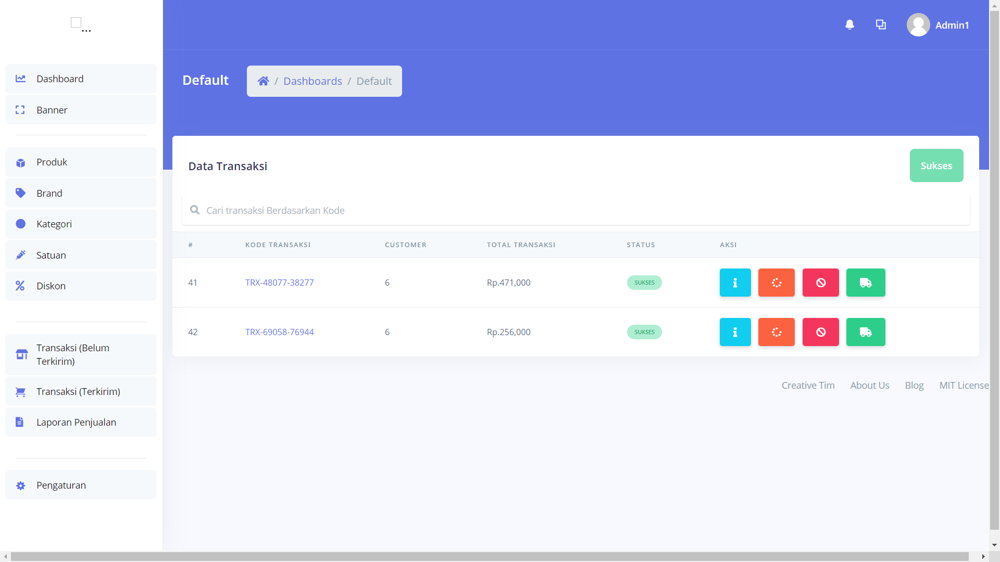 ...
Dashboard
Banner
Produk
Brand
Kategori
Satuan
Diskon
Transaksi (Belum
Terkirim)
Transaksi (Terkirim)
Laporan Penjualan
Pengaturan
Admin1
Default / Dashboards / Default
Data Transaksi
Sukses
Cari transaksi Berdasarkan Kode
# KODE TRANSAKSI CUSTOMER TOTAL TRANSAKSI STATUS AKSI
41 TRX-48077-38277 6 Rp.471,000 SUKSES
42 TRX-69058-76944 6 Rp.256,000 SUKSES
Creative Tim About Us Blog MIT License